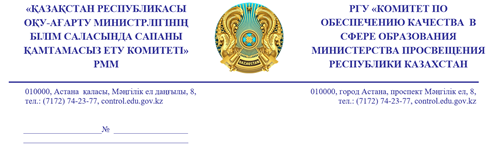 «ҚАЗАҚСТАН РЕСПУБЛИКАСЫ
ОҚУ-АҒАРТУ МИНИСТРЛІГІНІҢ
БІЛІМ САЛАСЫНДА САПАНЫ
ҚАМТАМАСЫЗ ЕТУ КОМИТЕТІ»
РММ
РГУ «КОМИТЕТ ПО
ОБЕСПЕЧЕНИЮ КАЧЕСТВА В
СФЕРЕ ОБРАЗОВАНИЯ
МИНИСТЕРСТВА ПРОСВЕЩЕНИЯ
РЕСПУБЛИКИ КАЗАХСТАН
010000, Астана қаласы, Мәңгілік ел даңғылы, 8,
тел.: (7172) 74-23-77, control.edu.gov.kz
010000, город Астана, проспект Мәңгілік ел, 8,
тел.: (7172) 74-23-77, control.edu.gov.kz
____________________№ ____________________